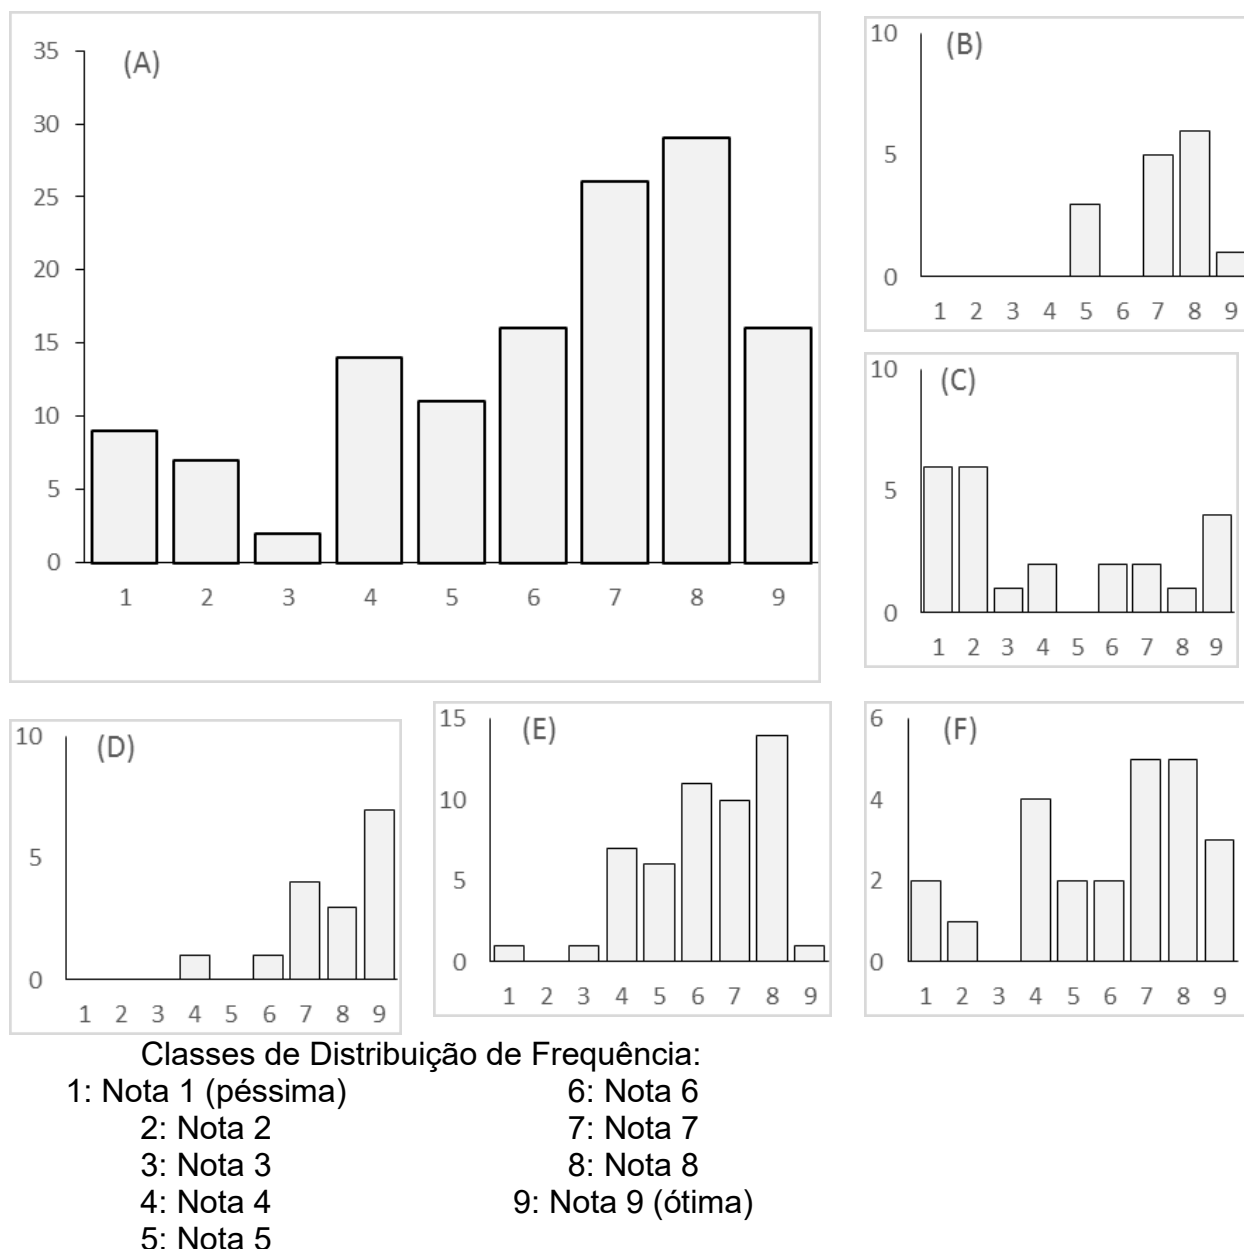 (A)
35
30
25
20
15
10
5
0
1 2 3 4 5 6 7 8 9
(B)
10
5
0
1 2 3 4 5 6 7 8 9
(C)
10
5
0
1 2 3 4 5 6 7 8 9
(D)
10
5
0
1 2 3 4 5 6 7 8 9
(E)
15
10
5
0
1 2 3 4 5 6 7 8 9
(F)
6
4
2
0
1 2 3 4 5 6 7 8 9
Classes de Distribuição de Frequência:
1: Nota 1 (péssima) 6: Nota 6
2: Nota 2 7: Nota 7
3: Nota 3 8: Nota 8
4: Nota 4 9: Nota 9 (ótima)
5: Nota 5